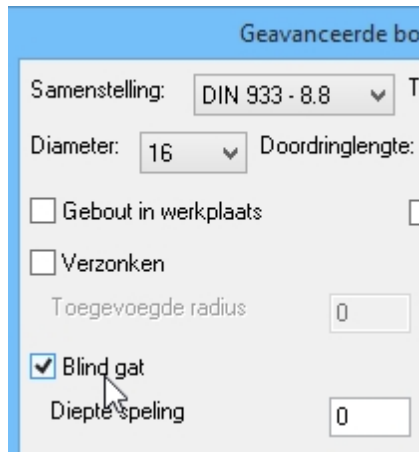 Geavanceerde bo
Samenstelling: DIN 933 - 8.8
Diameter: 16 Doordringlengte:
Gebout in werkplaats
Verzonken
Toegevoegde radius 0
Blind gat
Diepte speling 0